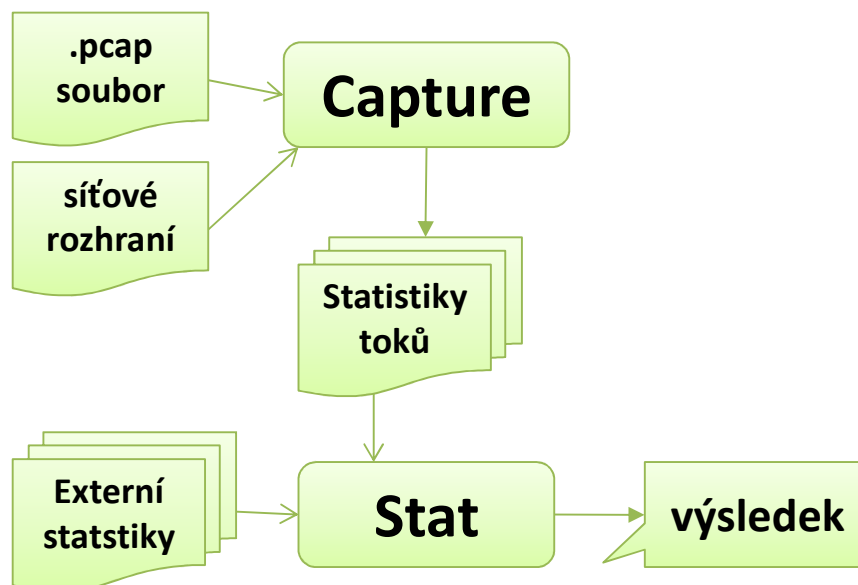 .pcap
soubor
Capture
síťové
rozhraní
Statistiky
toků
Externí
statstiky
Stat
výsledek